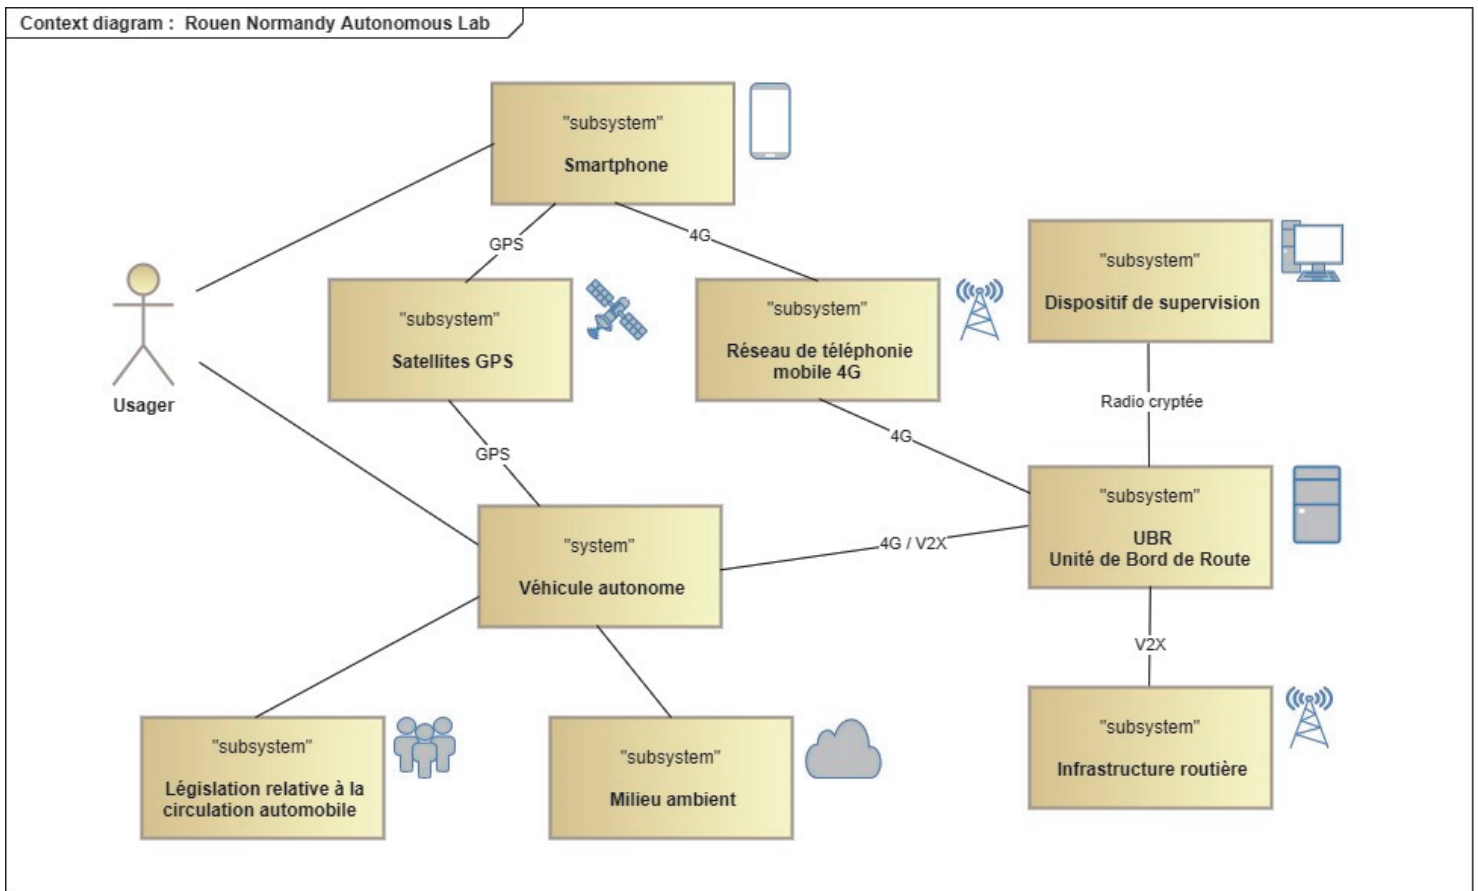 Context diagram : Rouen Normandy Autonomous Lab
"subsystem"
Smartphone
GPS
4G
"subsystem"
Dispositif de supervision
"subsystem"
Satellites GPS
"subsystem"
Réseau de téléphonie
mobile 4G
Usager
Radio cryptée
GPS
4G
"subsystem"
UBR
Unité de Bord de Route
"system"
Véhicule autonome
4G / V2X
V2X
"subsystem"
Législation relative à la
circulation automobile
"subsystem"
Milieu ambient
"subsystem"
Infrastructure routière